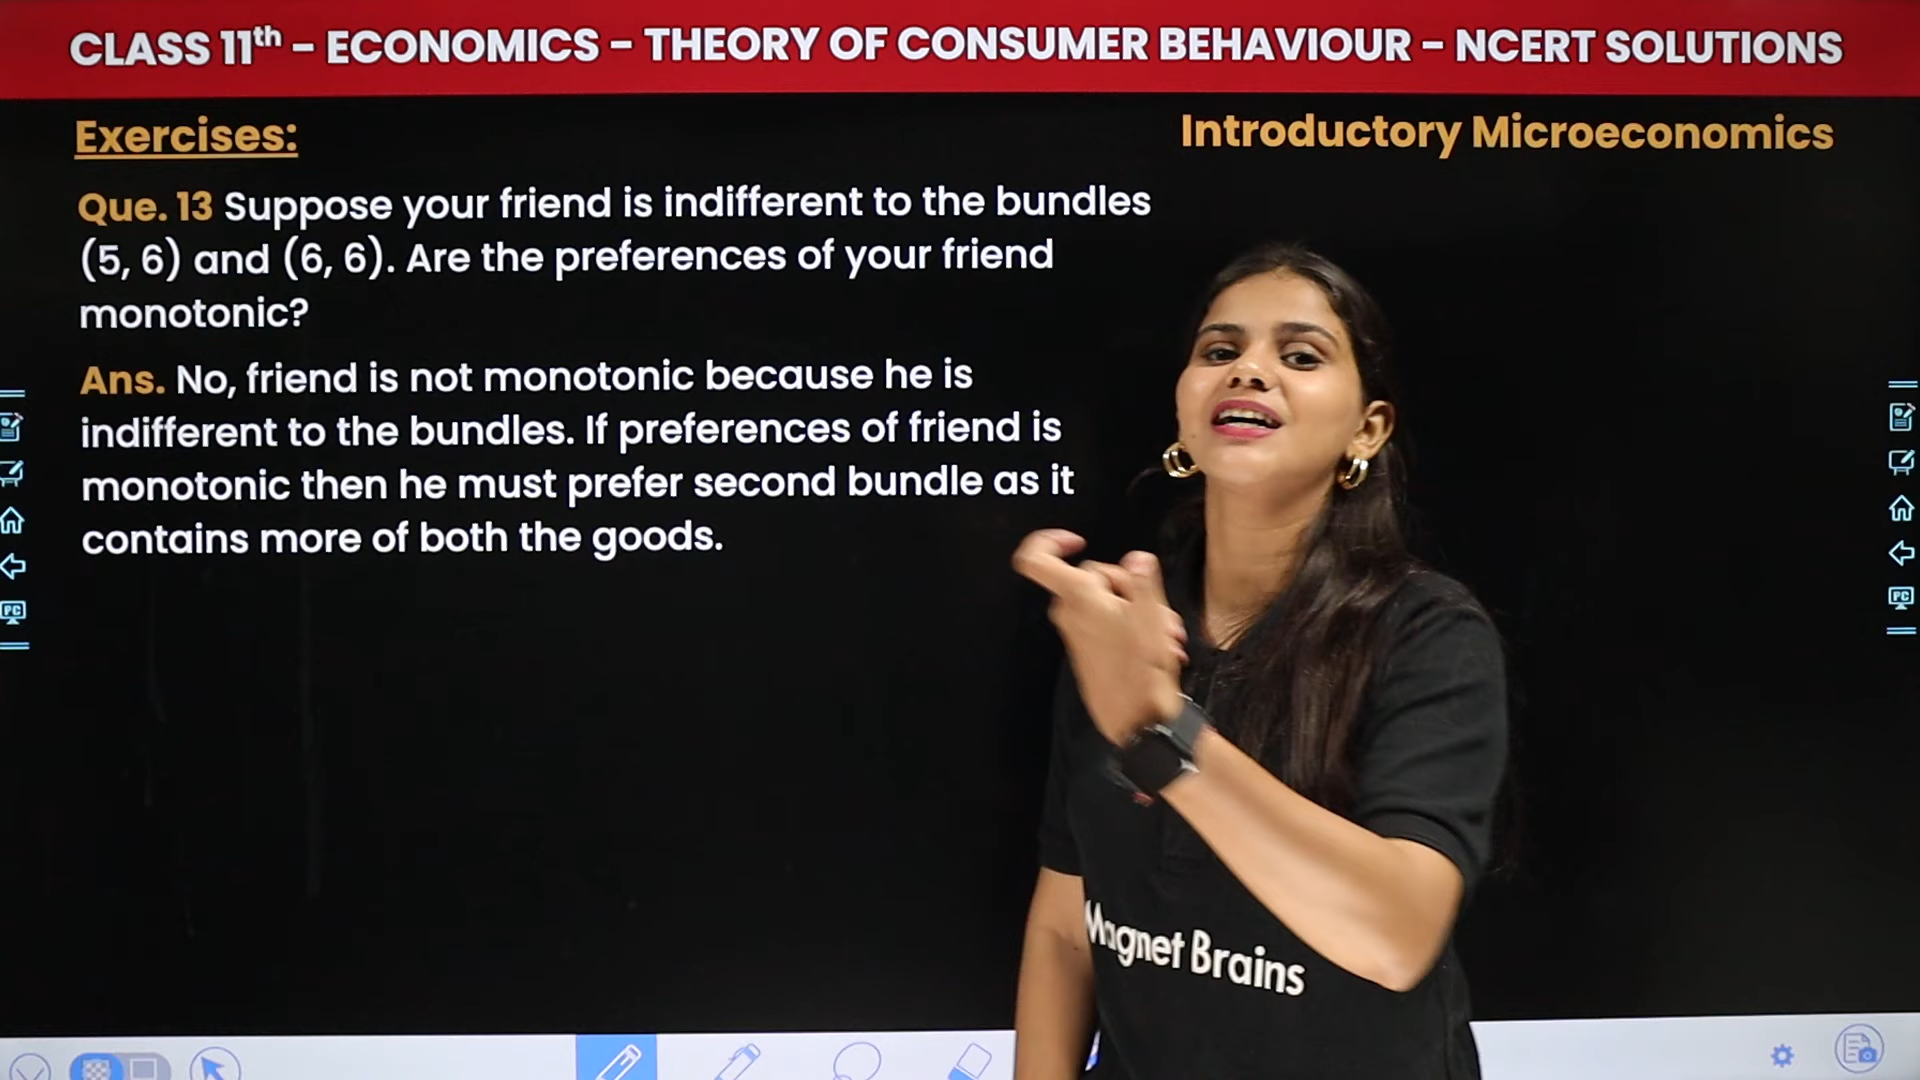 CLASS 11th – ECONOMICS – THEORY OF CONSUMER BEHAVIOUR – NCERT SOLUTIONS
Exercises:
Introductory Microeconomics
Que. 13 Suppose your friend is indifferent to the bundles
(5, 6) and (6, 6). Are the preferences of your friend
monotonic?
Ans. No, friend is not monotonic because he is
indifferent to the bundles. If preferences of friend is
monotonic then he must prefer second bundle as it
contains more of both the goods.
PC
PC
Magnet Brains